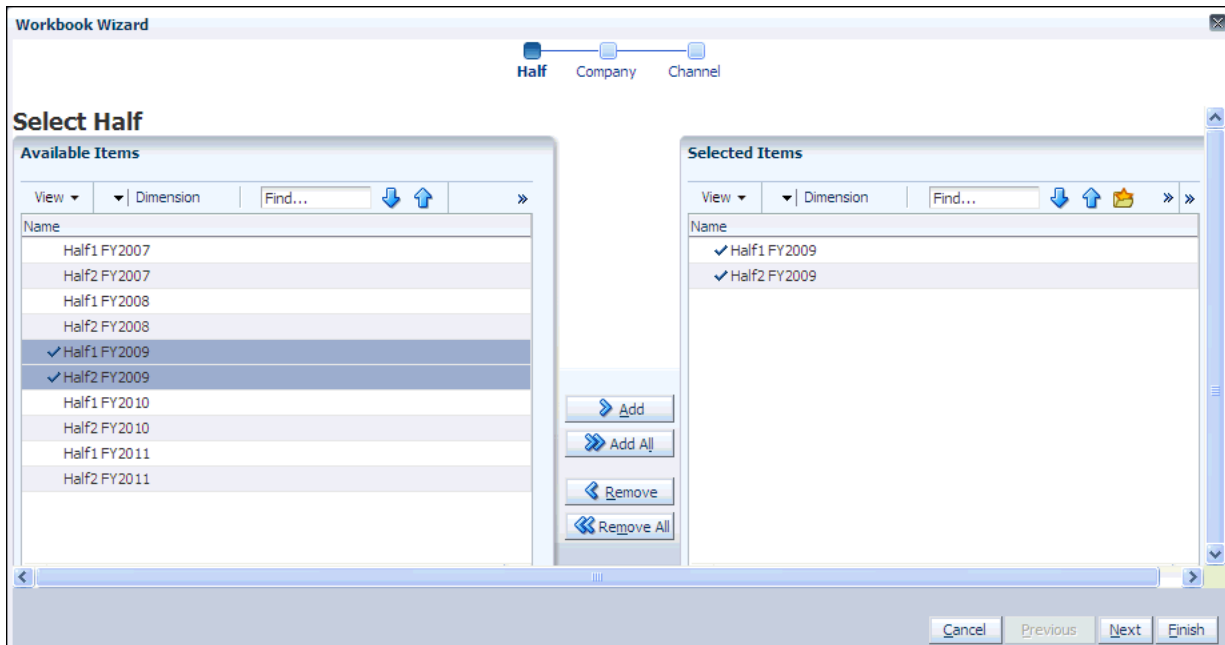 Workbook Wizard
Half Company Channel
Select Half
Available Items
View Dimension Find... »
Name
Half1 FY2007
Half2 FY2007
Half1 FY2008
Half2 FY2008
Half1 FY2009
Half2 FY2009
Half1 FY2010
Half2 FY2010
Half1 FY2011
Half2 FY2011
Add
Add All
Remove
Remove All
Selected Items
View Dimension Find... » »
Name
Half1 FY2009
Half2 FY2009
Cancel Previous Next Finish